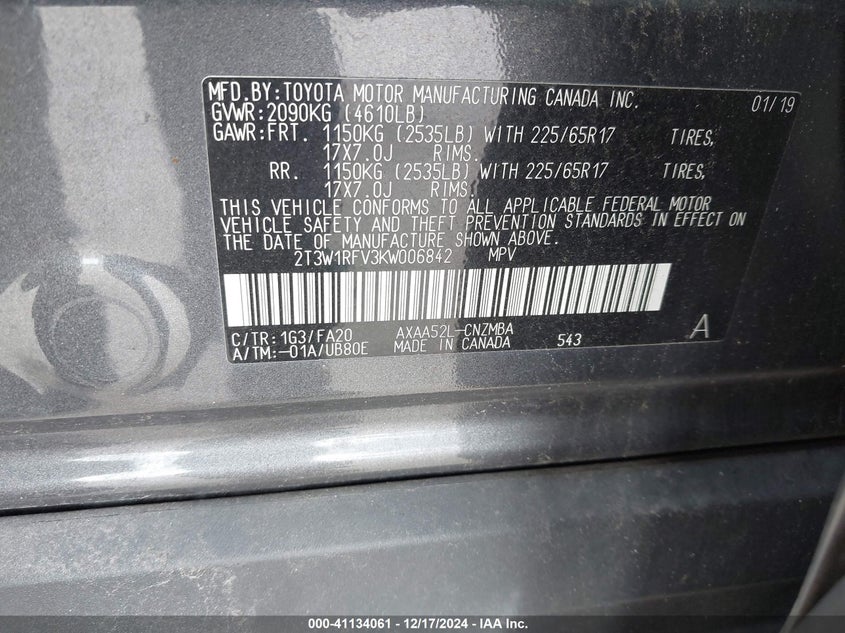 MFD.BY:TOYOTA MOTOR MANUFACTURING CANADA INC. 01/19
GVWR:2090KG (4610LB)
GAWR:FRT. 1150KG (2535LB) WITH 225/65R17 TIRES,
17X7.0J RIMS.
RR. 1150KG (2535LB) WITH 225/65R17 TIRES,
17X7.0J RIMS.
THIS VEHICLE CONFORMS TO ALL APPLICABLE FEDERAL MOTOR
VEHICLE SAFETY AND THEFT PREVENTION STANDARDS IN EFFECT ON
THE DATE OF MANUFACTURE SHOWN ABOVE.
2T3W1RFV3KW006842 MPV
C/TR:1G3/FA20 AXAA52L-CNZMBA A
A/TM:-01A/UB80E MADE IN CANADA 543
000-41134061 - 12/17/2024 - IAA Inc.